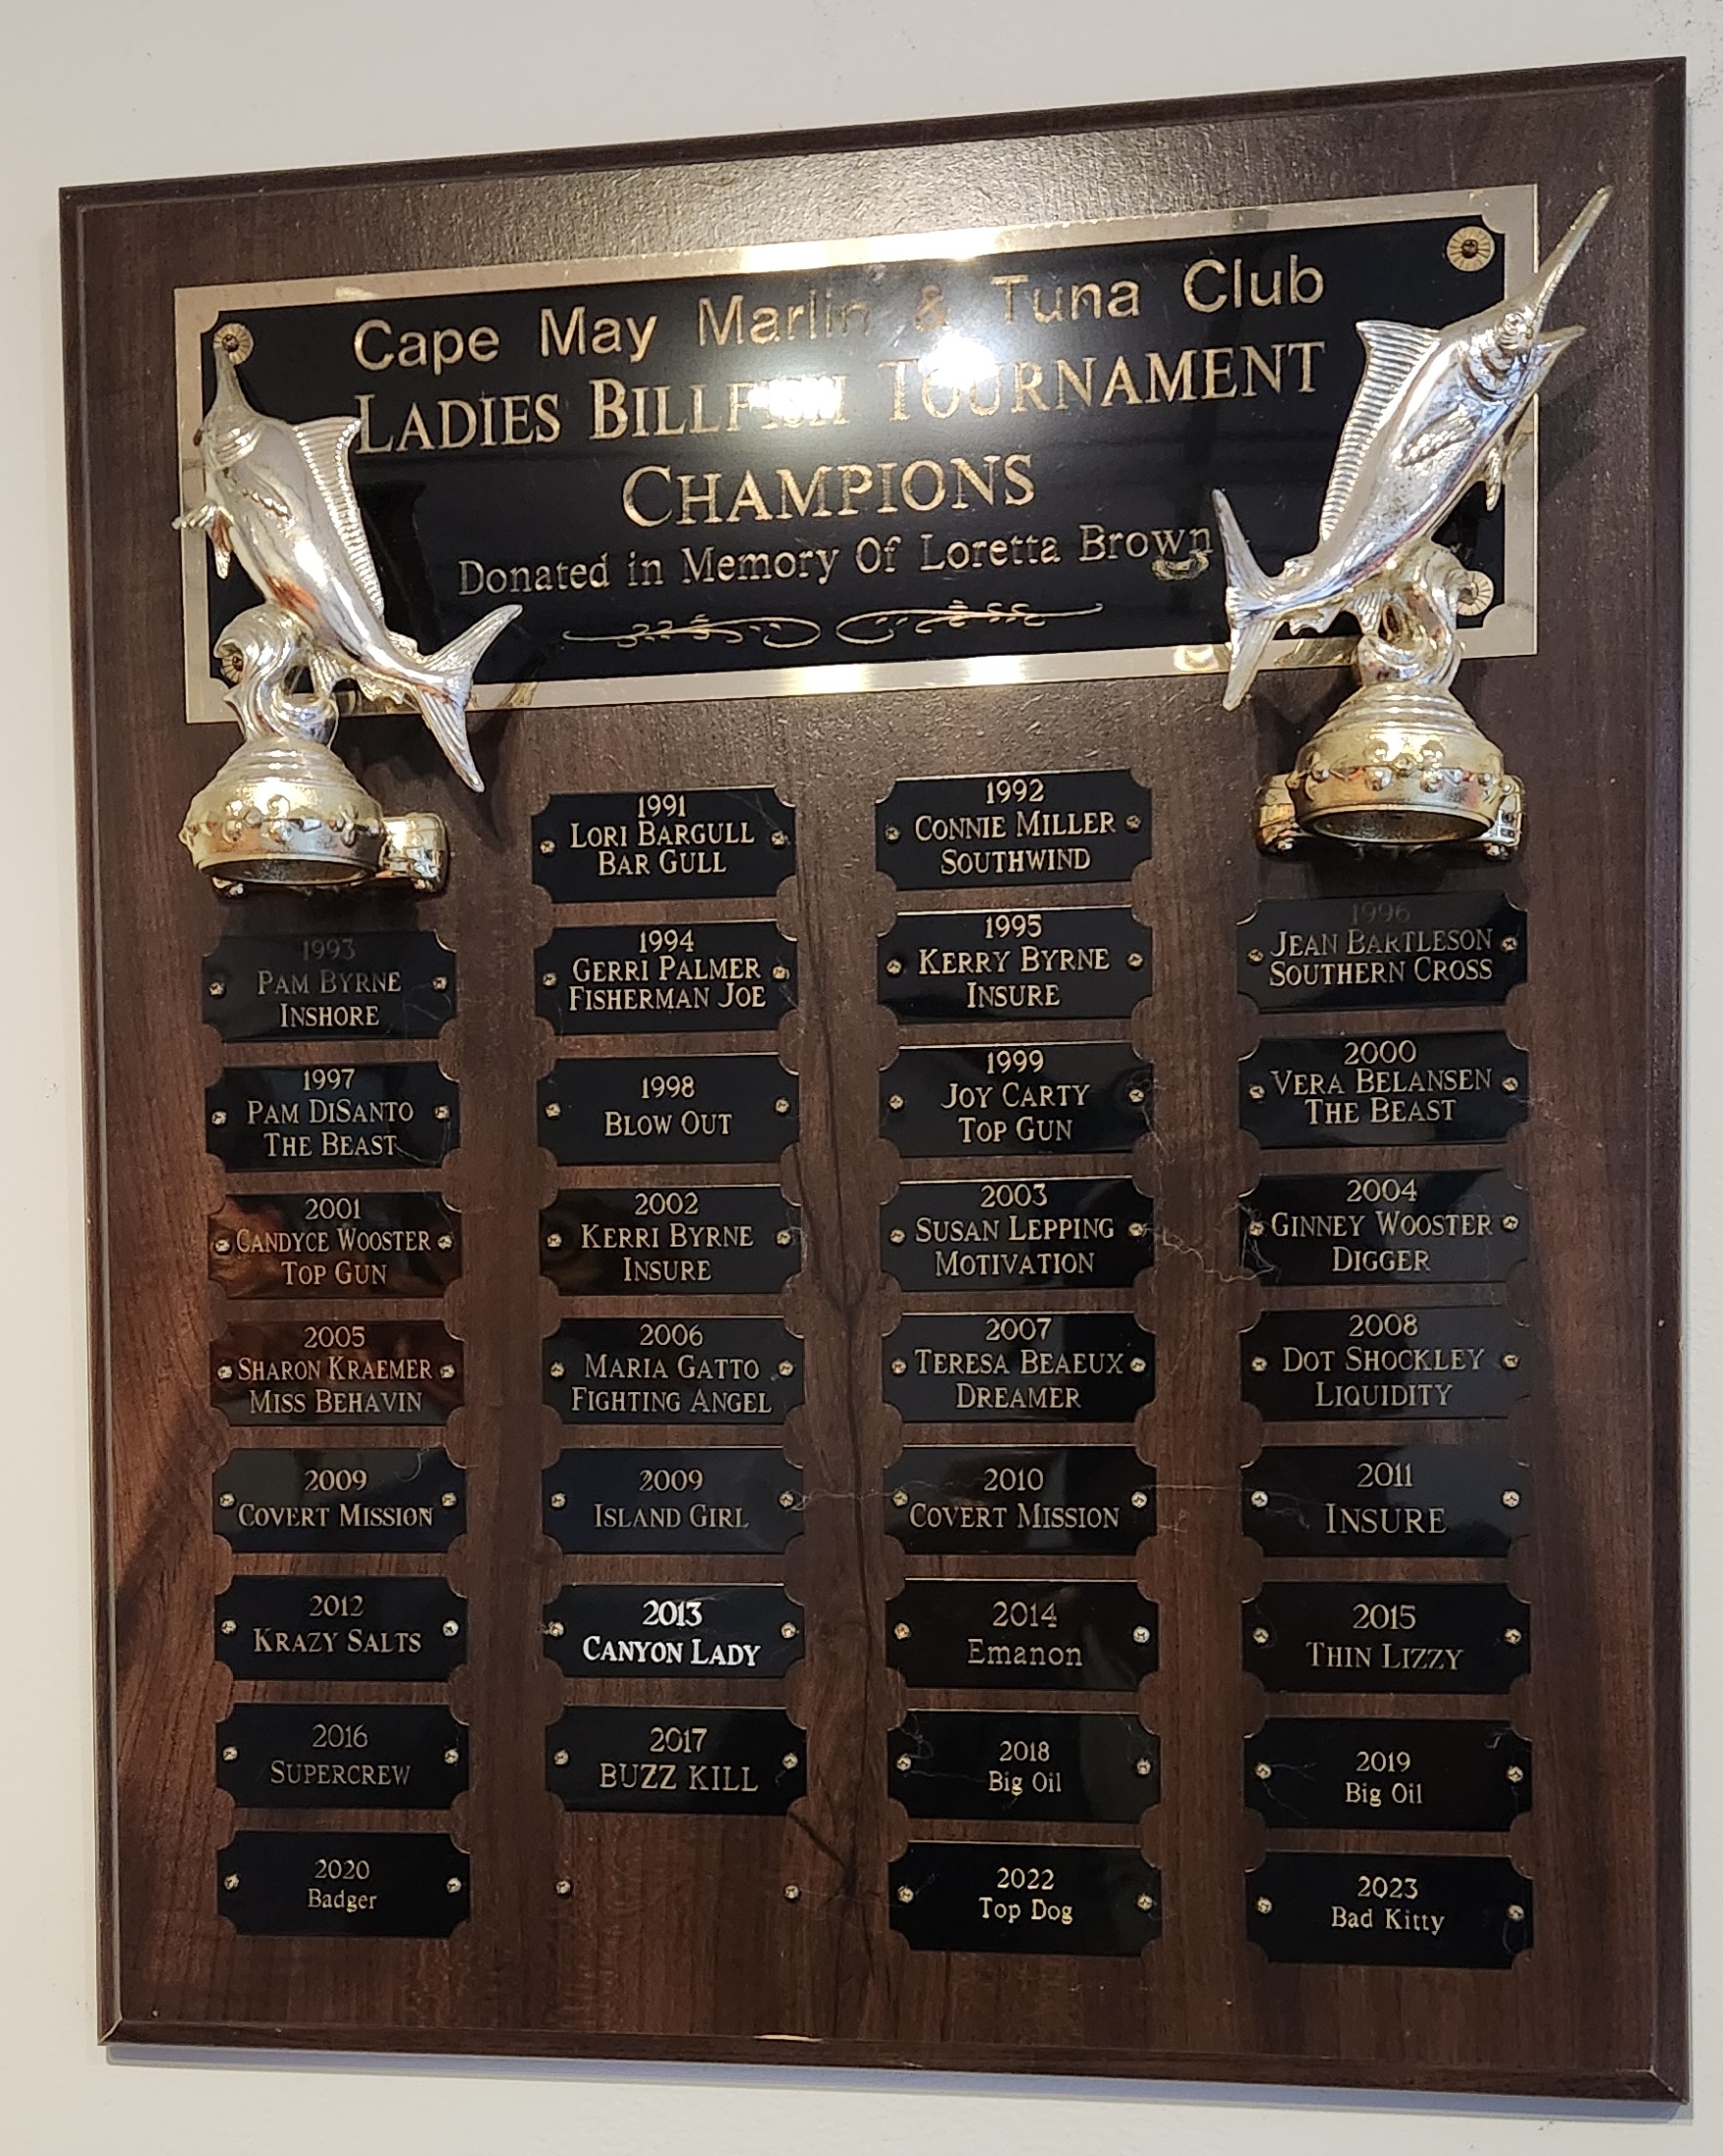 Cape May Marlin & Tuna Club
LADIES BILLFISH TOURNAMENT
CHAMPIONS
Donated in Memory Of Loretta Brown
1991
LORI BARGULL
BAR GULL
1992
CONNIE MILLER
SOUTHWIND
1993
PAM BYRNE
INSHORE
1994
GERRI PALMER
FISHERMAN JOE
1995
KERRY BYRNE
INSURE
1996
JEAN BARTLESON
SOUTHERN CROSS
1997
PAM DISANTO
THE BEAST
1998
BLOW OUT
1999
JOY CARTY
TOP GUN
2000
VERA BELANSEN
THE BEAST
2001
CANDYCE WOOSTER
TOP GUN
2002
KERRI BYRNE
INSURE
2003
SUSAN LEPPING
MOTIVATION
2004
GINNEY WOOSTER
DIGGER
2005
SHARON KRAEMER
MISS BEHAVIN
2006
MARIA GATTO
FIGHTING ANGEL
2007
TERESA BEAEUX
DREAMER
2008
DOT SHOCKLEY
LIQUIDITY
2009
COVERT MISSION
2009
ISLAND GIRL
2010
COVERT MISSION
2011
INSURE
2012
KRAZY SALTS
2013
CANYON LADY
2014
Emanon
2015
THIN LIZZY
2016
SUPERCREW
2017
BUZZ KILL
2018
Big Oil
2019
Big Oil
2020
Badger
2022
Top Dog
2023
Bad Kitty